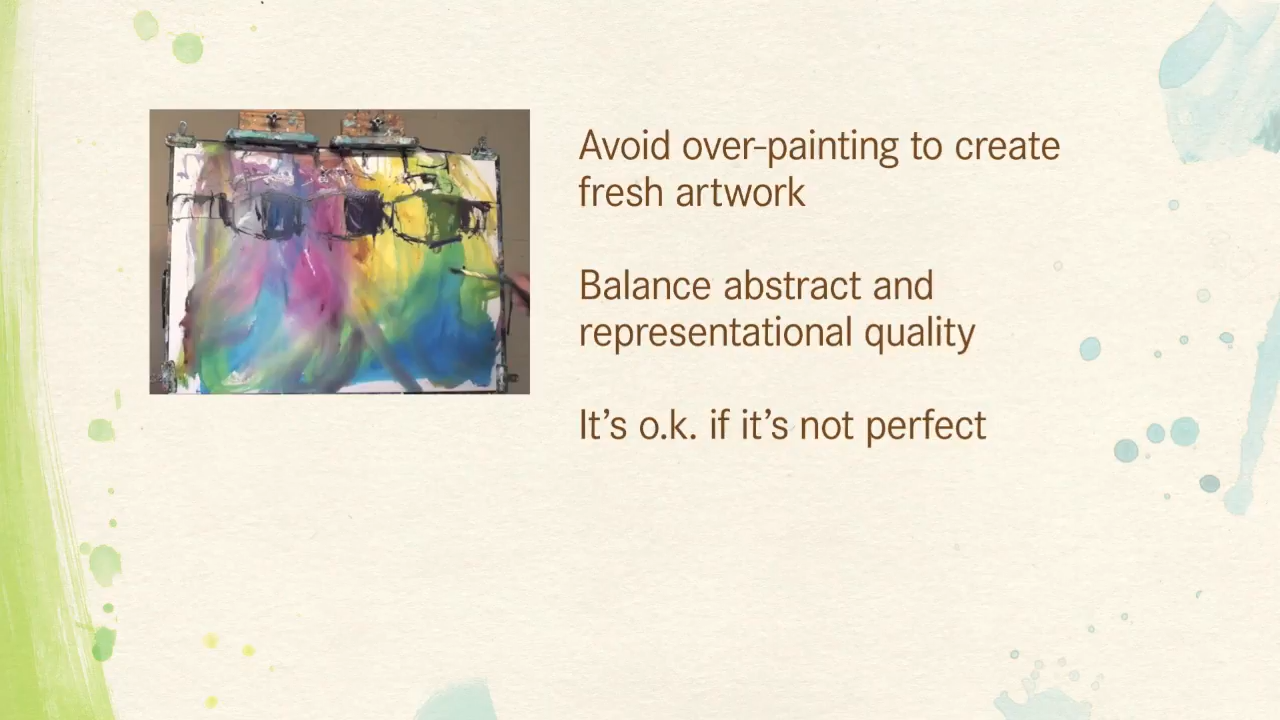 Avoid over-painting to create
fresh artwork
Balance abstract and
representational quality
It’s o.k. if it’s not perfect